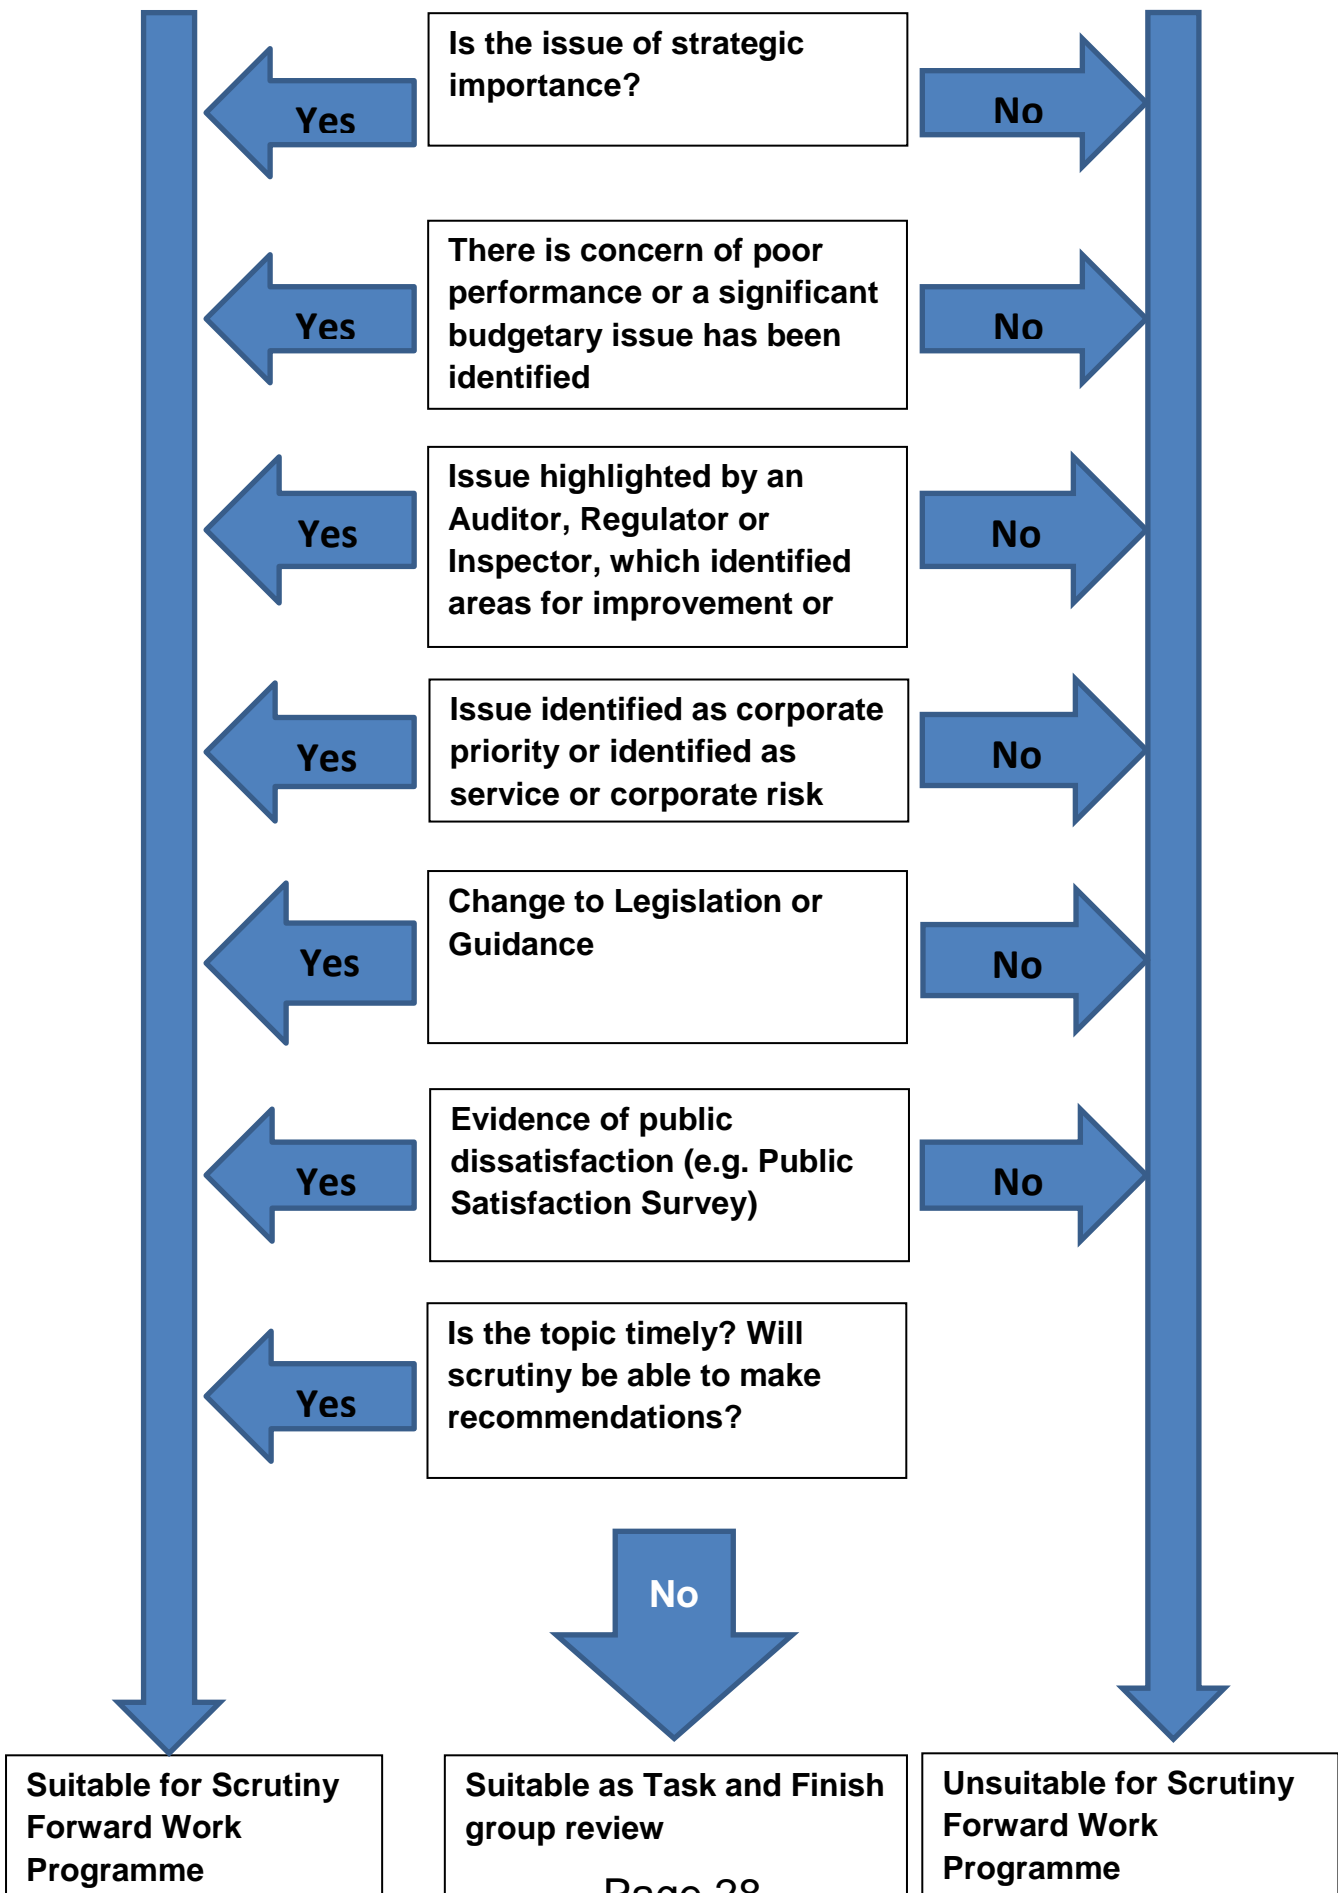 Is the issue of strategic
importance?
Yes
No
There is concern of poor
performance or a significant
budgetary issue has been
identified
Yes
No
Issue highlighted by an
Auditor, Regulator or
Inspector, which identified
areas for improvement or
Yes
No
Issue identified as corporate
priority or identified as
service or corporate risk
Yes
No
Change to Legislation or
Guidance
Yes
No
Evidence of public
dissatisfaction (e.g. Public
Satisfaction Survey)
Yes
No
Is the topic timely? Will
scrutiny be able to make
recommendations?
Yes
No
Suitable for Scrutiny
Forward Work
Programme
Suitable as Task and Finish
group review
Unsuitable for Scrutiny
Forward Work
Programme
Page 28